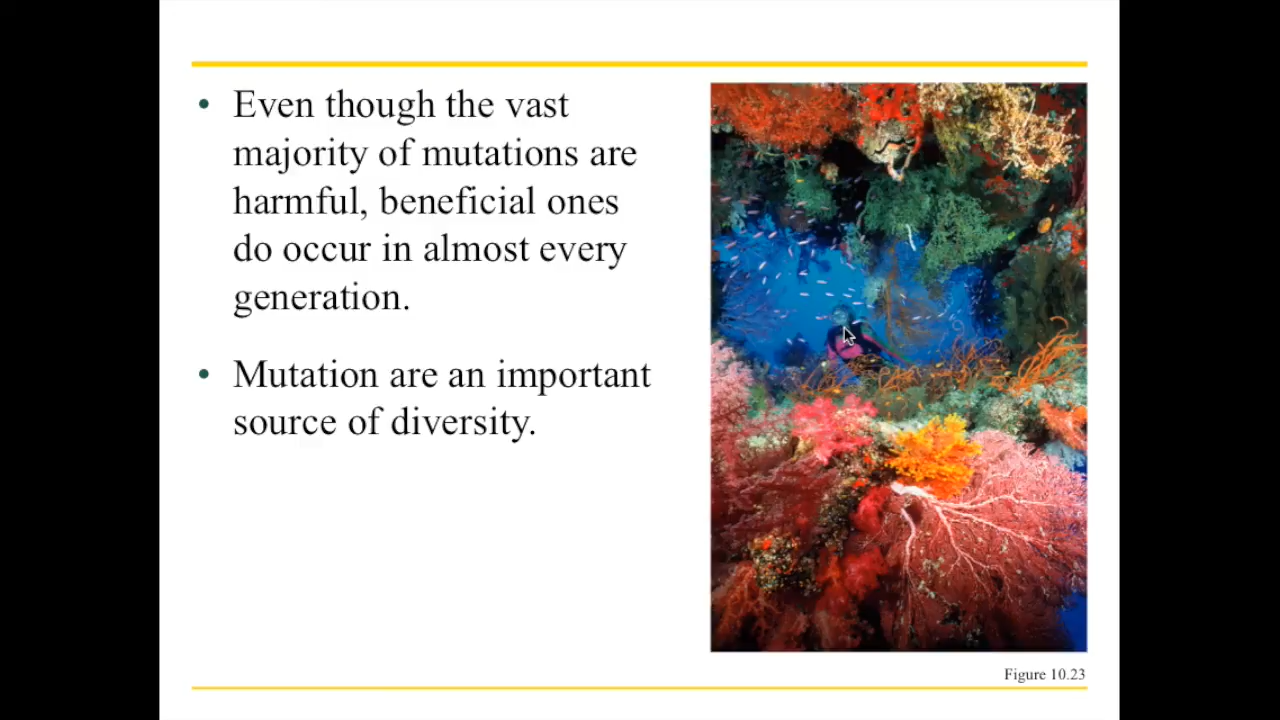 • Even though the vast
majority of mutations are
harmful, beneficial ones
do occur in almost every
generation.
• Mutation are an important
source of diversity.
Figure 10.23